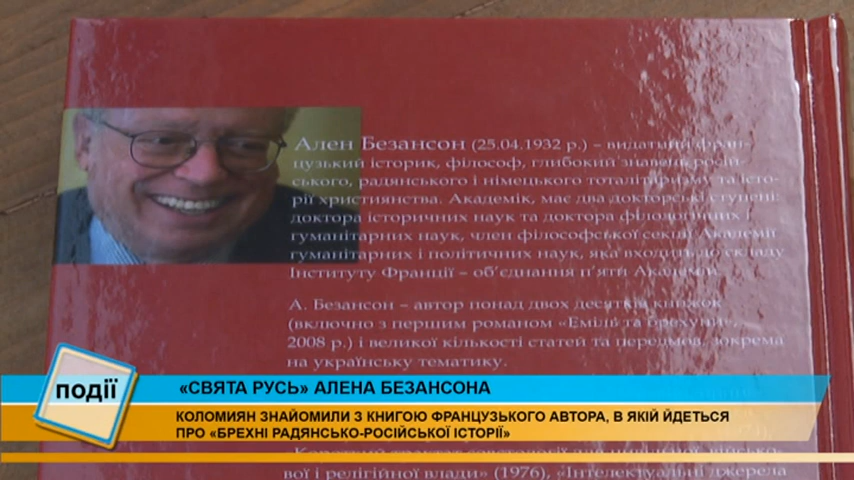 Ален Безансон (25.04.1932 р.) – видатний фран-
цузький історик, філософ, глибокий знавець росій-
ського, радянського і німецького тоталітаризму та істо-
рії християнства. Академік, має два докторські ступені:
доктора історичних наук та доктора філологічних
гуманітарних наук, член філософської секції Академії
гуманітарних і політичних наук, яка входить до складу
Інституту Франції – об'єднання п'яти Академій.
А. Безансон – автор понад двох десятків книжок
(включно з першим романом «Еміль та брехуни»,
2008 р.) і великої кількості статей та передмов, зокрема
на українську тематику.
події
«СВЯТА РУСЬ» АЛЕНА БЕЗАНСОНА
КОЛОМИЯН ЗНАЙОМИЛИ З КНИГОЮ ФРАНЦУЗЬКОГО АВТОРА, В ЯКІЙ ЙДЕТЬСЯ
ПРО «БРЕХНІ РАДЯНСЬКО-РОСІЙСЬКОЇ ІСТОРІЇ»
вої і релігійної влади» (1976), «Інтелектуальні джерела